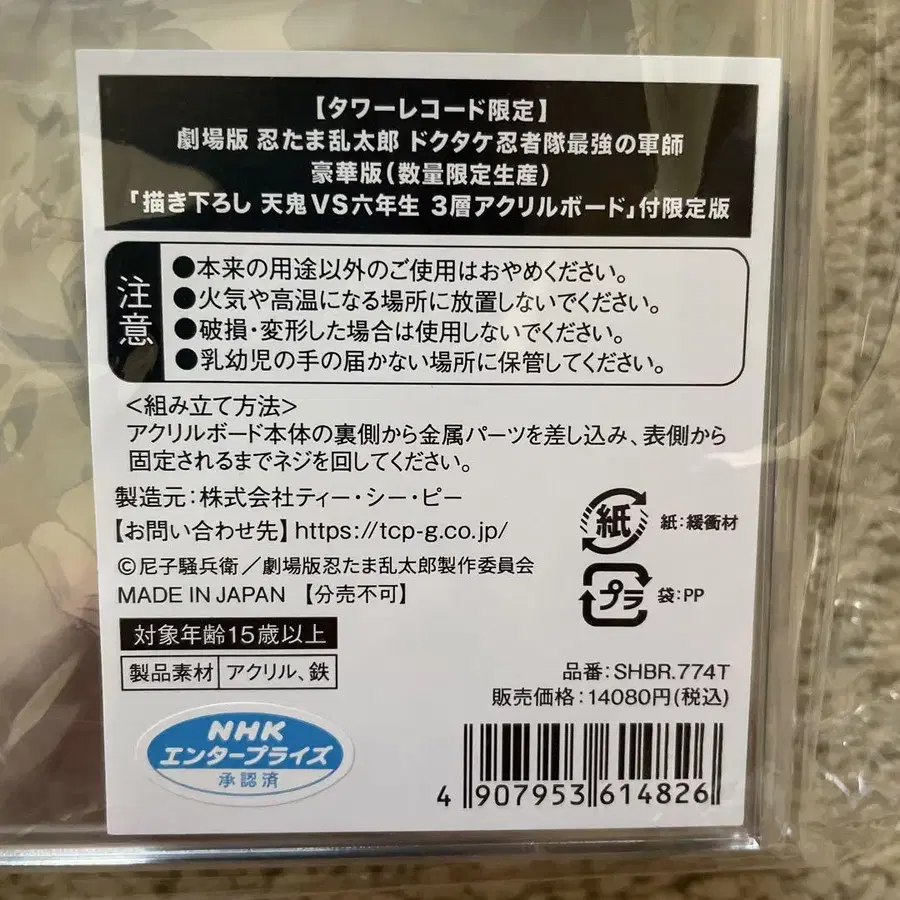 【タワーレコード限定】
劇場版 忍たま乱太郎 ドクタケ忍者隊最強の軍師
豪華版(数量限定生産)
「描き下ろし 天鬼VS六年生 3層アクリルボード」付限定版
注意
●本来の用途以外のご使用はおやめください。
●火気や高温になる場所に放置しないでください。
●破損・変形した場合は使用しないでください。
●乳幼児の手の届かない場所に保管してください。
<組み立て方法>
アクリルボード本体の裏側から金属パーツを差し込み、表側から
固定されるまでネジを回してください。
製造元:株式会社ティー・シー・ピー
【お問い合わせ先】https://tcp-g.co.jp/
©尼子騒兵衛/劇場版忍たま乱太郎製作委員会
MADE IN JAPAN 【分売不可】
紙 紙:緩衝材
プラ 袋:PP
対象年齢15歳以上
製品素材 アクリル、鉄
品番:SHBR.774T
販売価格:14080円(税込)
NHK
エンタープライズ
承認済
4 907953 614826